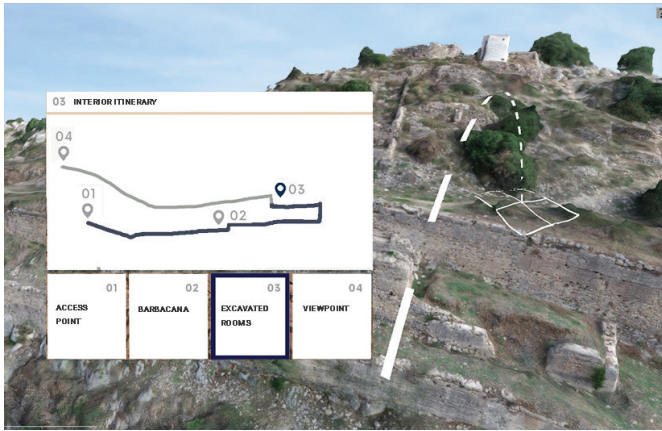 03 INTERIOR ITINERARY
04
01
02
03
01
ACCESS
POINT
02
BARBACANA
03
EXCAVATED
ROOMS
04
VIEWPOINT